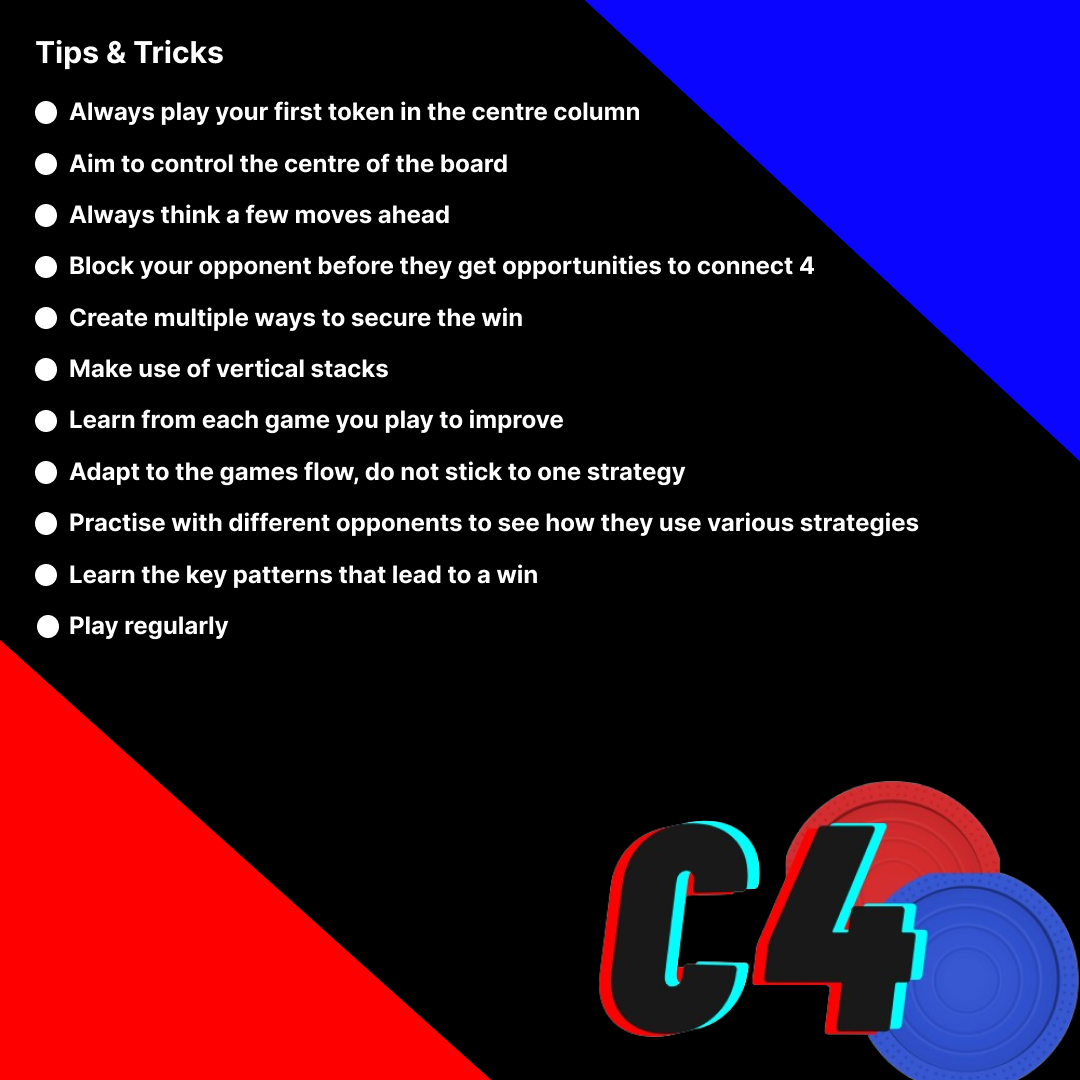 Tips & Tricks
Always play your first token in the centre column
Aim to control the centre of the board
Always think a few moves ahead
Block your opponent before they get opportunities to connect 4
Create multiple ways to secure the win
Make use of vertical stacks
Learn from each game you play to improve
Adapt to the games flow, do not stick to one strategy
Practise with different opponents to see how they use various strategies
Learn the key patterns that lead to a win
Play regularly
C4